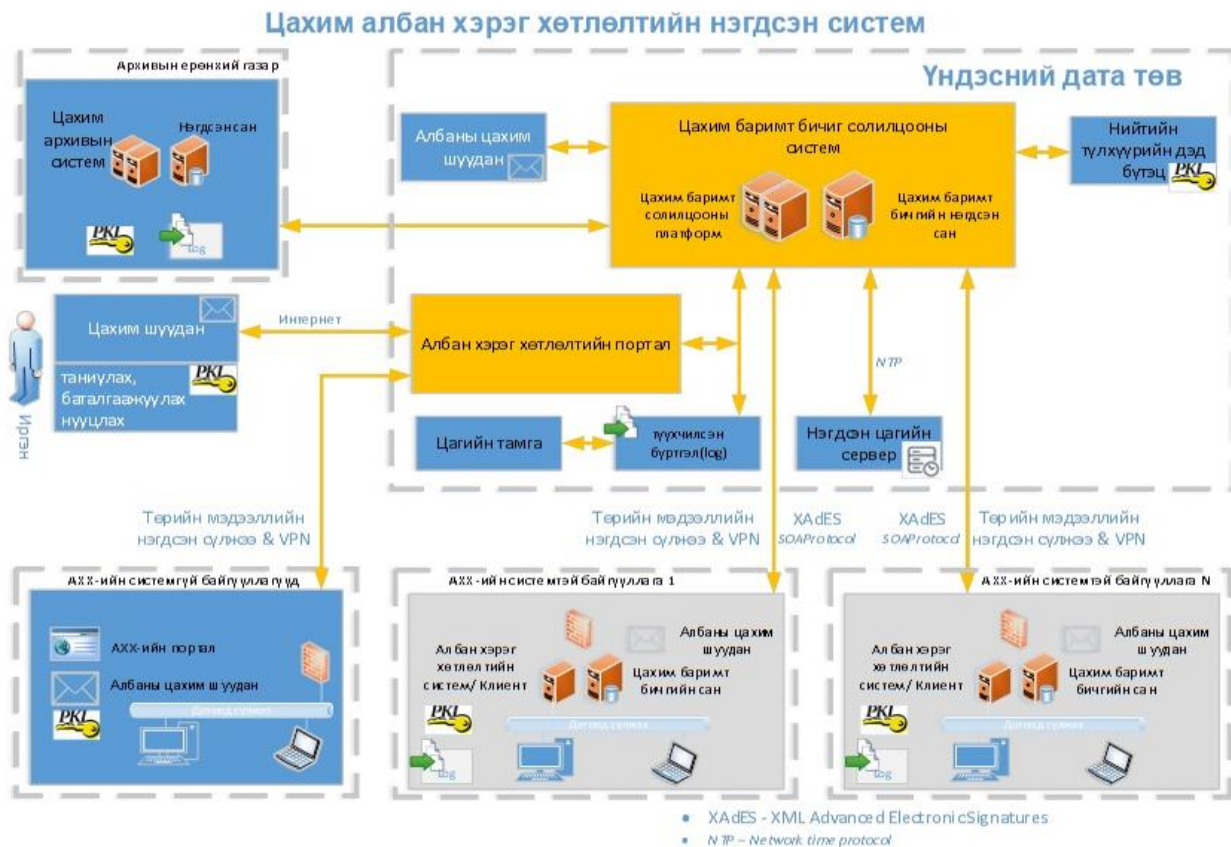 Цахим албан хэрэг хөтлөлтийн нэгдсэн систем
Архивын ерөнхий газар
Цахим
архивын
систем
Нэгдсэн сан
PKI
Log
Үндэсний дата төв
Албаны цахим
шуудан
Цахим баримт бичиг солилцооны
систем
Цахим баримт
солилцооны
платформ
Цахим баримт
бичгийн нэгдсэн
сан
Нийтийн
түлхүүрийн дэд
бүтэц
PKI
Иргэн
Цахим шуудан
таниулах,
баталгаажуулах
нууцлах
PKI
Интернет
Албан хэрэг хөтлөлтийн портал
NTP
Цагийн тамга
түүхчилсэн
бүртгэл(log)
Нэгдсэн цагийн
сервер
Төрийн мэдээллийн
нэгдсэн сүлжээ & VPN
Төрийн мэдээллийн
нэгдсэн сүлжээ & VPN
XAdES
SOAProtocol
XAdES
SOAProtocol
Төрийн мэдээллийн
нэгдсэн сүлжээ & VPN
АХХ-ийн системгүй байгууллагууд
АХХ-ийн портал
Албаны цахим шуудан
PKI
Дотоод сүлжээ
АХХ-ийн системтэй байгууллага 1
Албан хэрэг
хөтлөлтийн
систем/ Клиент
Албаны цахим
шуудан
Цахим баримт
бичгийн сан
PKI
Дотоод сүлжээ
Log
АХХ-ийн системтэй байгууллага N
Албан хэрэг
хөтлөлтийн
систем/ Клиент
Албаны цахим
шуудан
Цахим баримт
бичгийн сан
PKI
Дотоод сүлжээ
Log
• XAdES - XML Advanced ElectronicSignatures
• NTP – Network time protocol